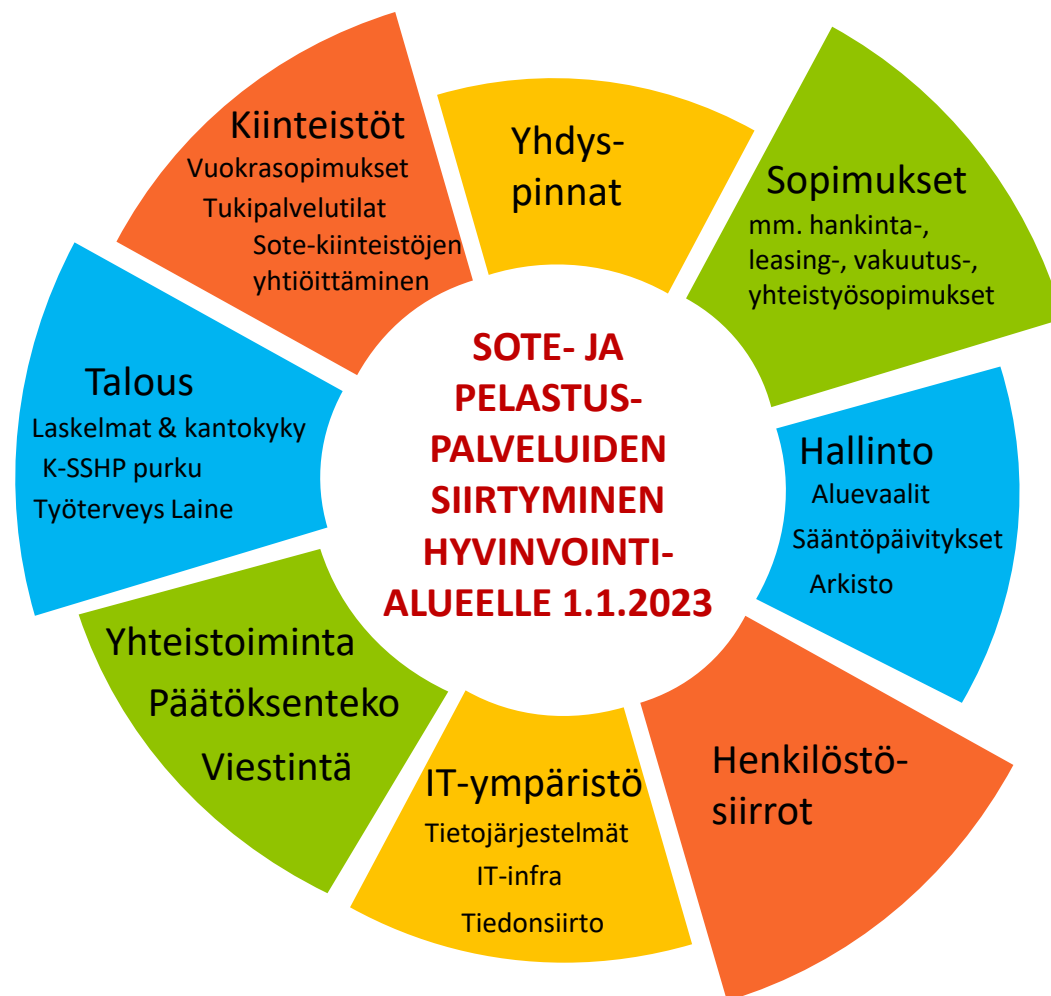 Kiinteistöt
Vuokrasopimukset
Tukipalvelutilat
Sote-kiinteistöjen
yhtiöittäminen
Yhdys-
pinnat
Sopimukset
mm. hankinta-,
leasing-, vakuutus-,
yhteistyösopimukset
Talous
Laskelmat & kantokyky
K-SSHP purku
Työterveys Laine
SOTE- JA
PELASTUS-
PALVELUIDEN
SIIRTYMINEN
HYVINVOINTI-
ALUEELLE 1.1.2023
Hallinto
Aluevaalit
Sääntöpäivitykset
Arkisto
Yhteistoiminta
Päätöksenteko
Viestintä
IT-ympäristö
Tietojärjestelmät
IT-infra
Tiedonsiirto
Henkilöstö-
siirrot